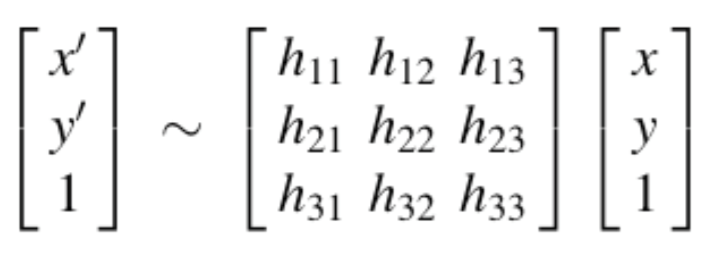 x′ h₁₁ h₁₂ h₁₃ x
y′ ∼ h₂₁ h₂₂ h₂₃ y
1 h₃₁ h₃₂ h₃₃ 1